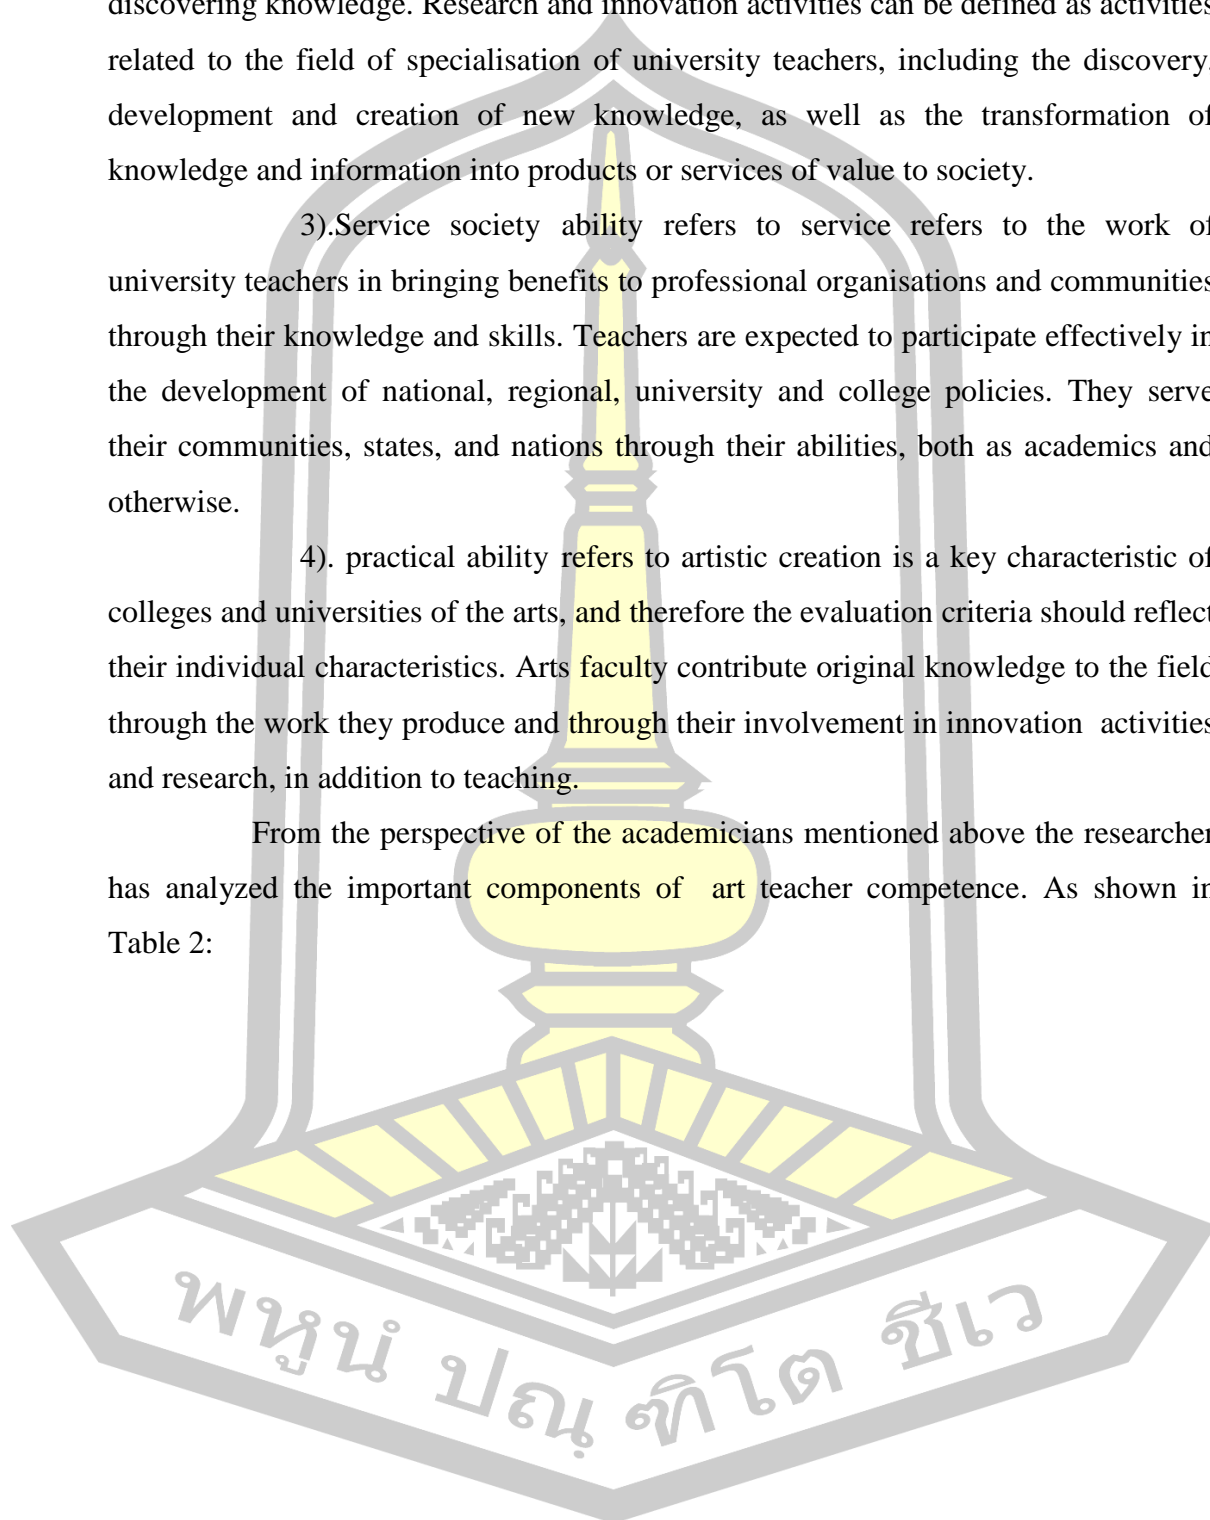 discovering knowledge. Research and innovation activities can be defined as activities
related to the field of specialisation of university teachers, including the discovery,
development and creation of new knowledge, as well as the transformation of
knowledge and information into products or services of value to society.
3).Service society ability refers to service refers to the work of
university teachers in bringing benefits to professional organisations and communities
through their knowledge and skills. Teachers are expected to participate effectively in
the development of national, regional, university and college policies. They serve
their communities, states, and nations through their abilities, both as academics and
otherwise.
4). practical ability refers to artistic creation is a key characteristic of
colleges and universities of the arts, and therefore the evaluation criteria should reflect
their individual characteristics. Arts faculty contribute original knowledge to the field
through the work they produce and through their involvement in innovation  activities
and research, in addition to teaching.
From the perspective of the academicians mentioned above the researcher
has analyzed the important components of  art teacher competence. As shown in
Table 2:
พหูนํ ปณฺฑิโต ชีเว